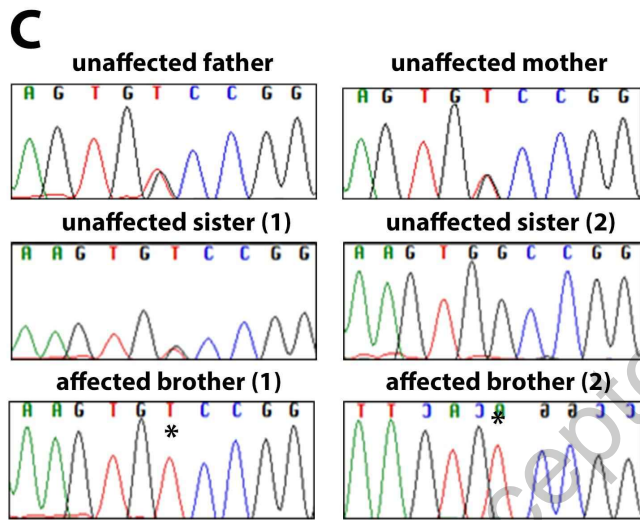 C
unaffected father
A G T G T C C G G
unaffected mother
A G T G T C C G G
unaffected sister (1)
A A G T G T C C G G
unaffected sister (2)
A A G T G G C C G G
affected brother (1)
A A G T G T C C G G
*
affected brother (2)
T T C A C A G G C C
*